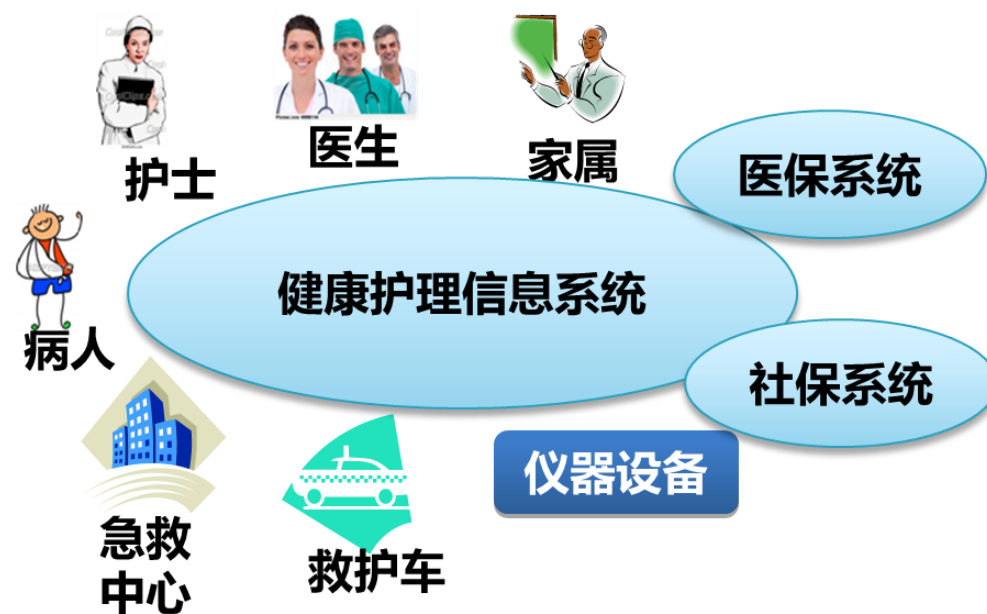 护士
医生
家属
医保系统
健康护理信息系统
病人
社保系统
仪器设备
急救
中心
救护车